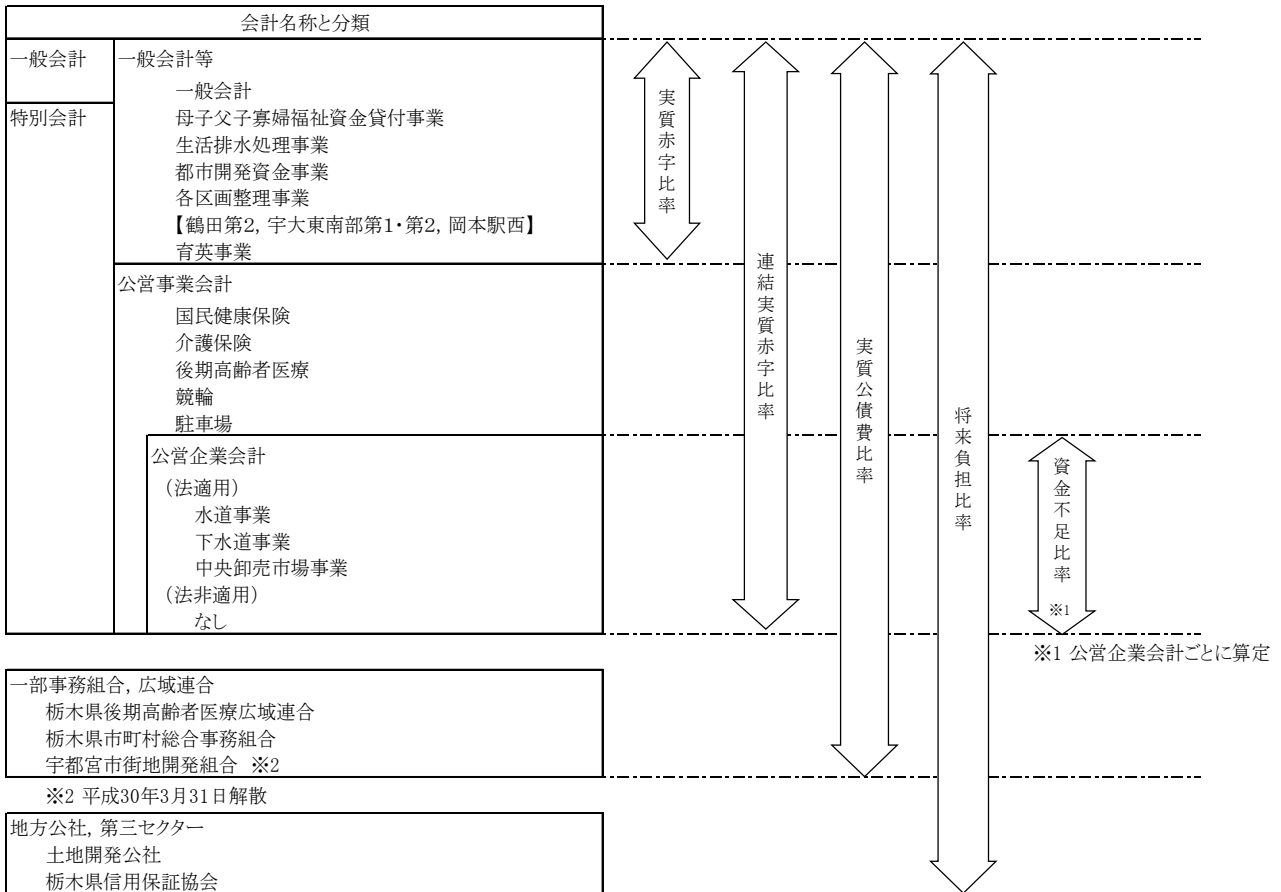 会計名称と分類
一般会計
一般会計等
一般会計
特別会計
母子父子寡婦福祉資金貸付事業
生活排水処理事業
都市開発資金事業
各区画整理事業
【鶴田第2, 宇大東南部第1・第2, 岡本駅西】
育英事業
公営事業会計
国民健康保険
介護保険
後期高齢者医療
競輪
駐車場
公営企業会計
(法適用)
水道事業
下水道事業
中央卸売市場事業
(法非適用)
なし
実質赤字比率
連結実質赤字比率
実質公債費比率
将来負担比率
資金不足比率
※1
※1 公営企業会計ごとに算定
一部事務組合, 広域連合
栃木県後期高齢者医療広域連合
栃木県市町村総合事務組合
宇都宮市街地開発組合 ※2
※2 平成30年3月31日解散
地方公社, 第三セクター
土地開発公社
栃木県信用保証協会